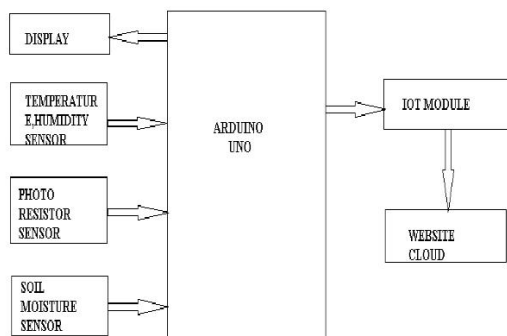 DISPLAY
TEMPERATUR
E,HUMIDITY
SENSOR
PHOTO
RESISTOR
SENSOR
SOIL
MOISTURE
SENSOR
ARDUINO
UNO
IOT MODULE
WEBSITE
CLOUD